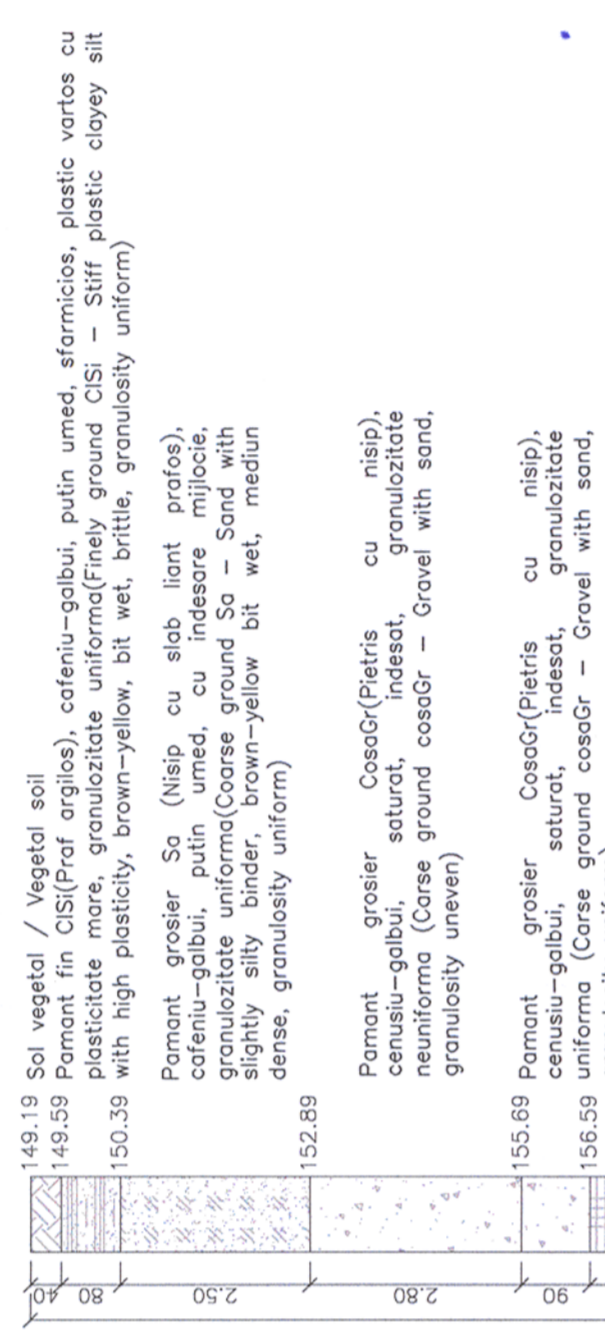 149.19
Sol vegetal / Vegetal soil
149.59
Pamant fin ClSi(Praf argilos), cafeniu-galbui, putin umed, sfarmicios, plastic vartos cu
plasticitate mare, granulozitate uniforma(Finely ground ClSi - Stiff plastic clayey silt
with high plasticity, brown-yellow, bit wet, brittle, granulosity uniform)
150.39
Pamant grosier Sa (Nisip cu slab liant prafos),
cafeniu-galbui, putin umed, cu indesare mijlocie,
granulozitate uniforma(Coarse ground Sa - Sand with
slightly silty binder, brown-yellow bit wet, mediun
dense, granulosity uniform)
152.89
Pamant grosier CosaGr(Pietris cu nisip),
cenusiu-galbui, saturat, indesat, granulozitate
neuniforma (Carse ground cosaGr - Gravel with sand,
granulosity uneven)
155.69
Pamant grosier CosaGr(Pietris cu nisip),
cenusiu-galbui, saturat, indesat, granulozitate
uniforma (Carse ground cosaGr - Gravel with sand,
156.59
40
80
2.50
2.80
90